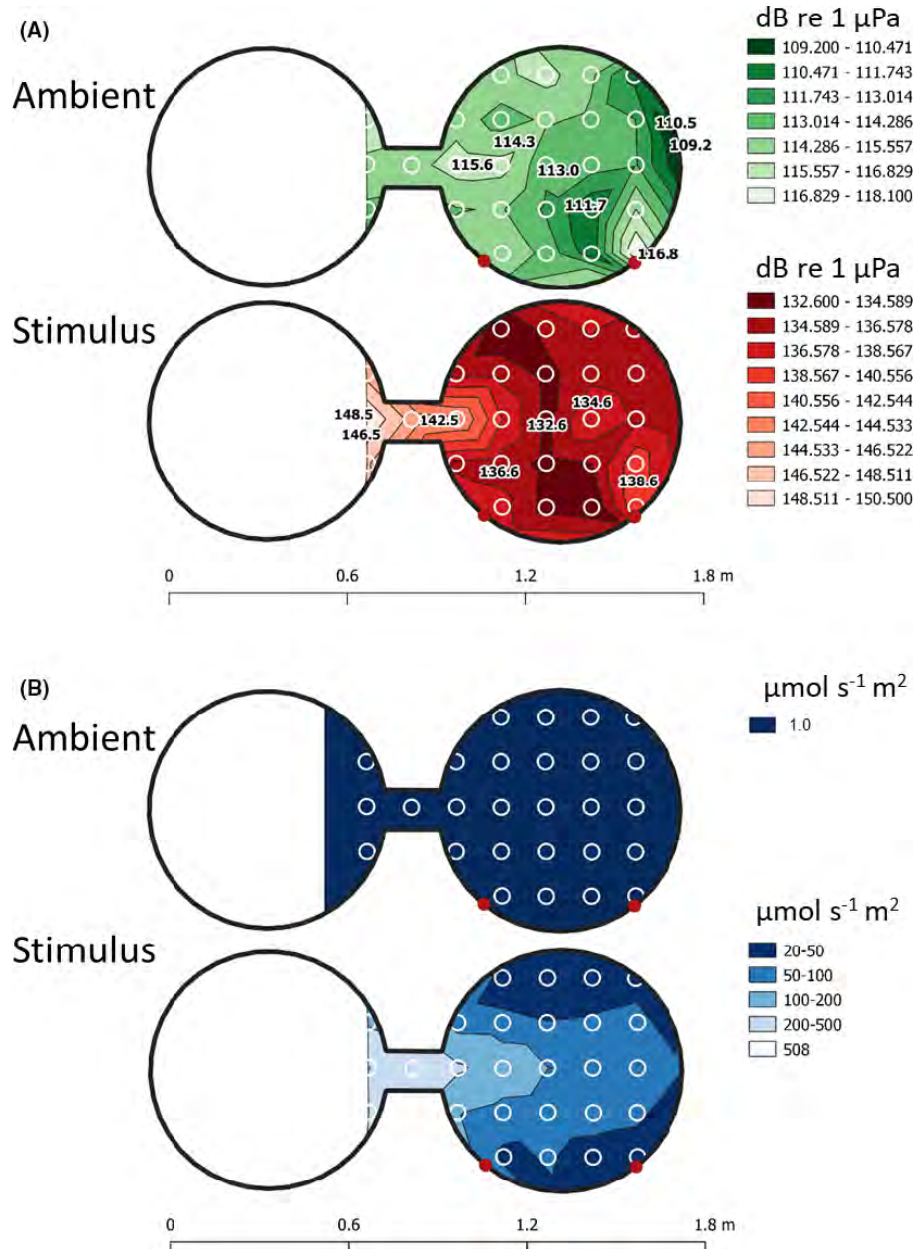 (A)
dB re 1 µPa
Ambient
109.200 - 110.471
110.471 - 111.743
111.743 - 113.014
113.014 - 114.286
114.286 - 115.557
115.557 - 116.829
116.829 - 118.100
110.5
109.2
114.3
115.6
113.0
111.7
116.8
Stimulus
dB re 1 µPa
132.600 - 134.589
134.589 - 136.578
136.578 - 138.567
138.567 - 140.556
140.556 - 142.544
142.544 - 144.533
144.533 - 146.522
146.522 - 148.511
148.511 - 150.500
148.5
146.5
142.5
134.6
132.6
136.6
138.6
0 0.6 1.2 1.8 m
(B)
Ambient
µmol s-1 m2
1.0
Stimulus
µmol s-1 m2
20-50
50-100
100-200
200-500
508
0 0.6 1.2 1.8 m